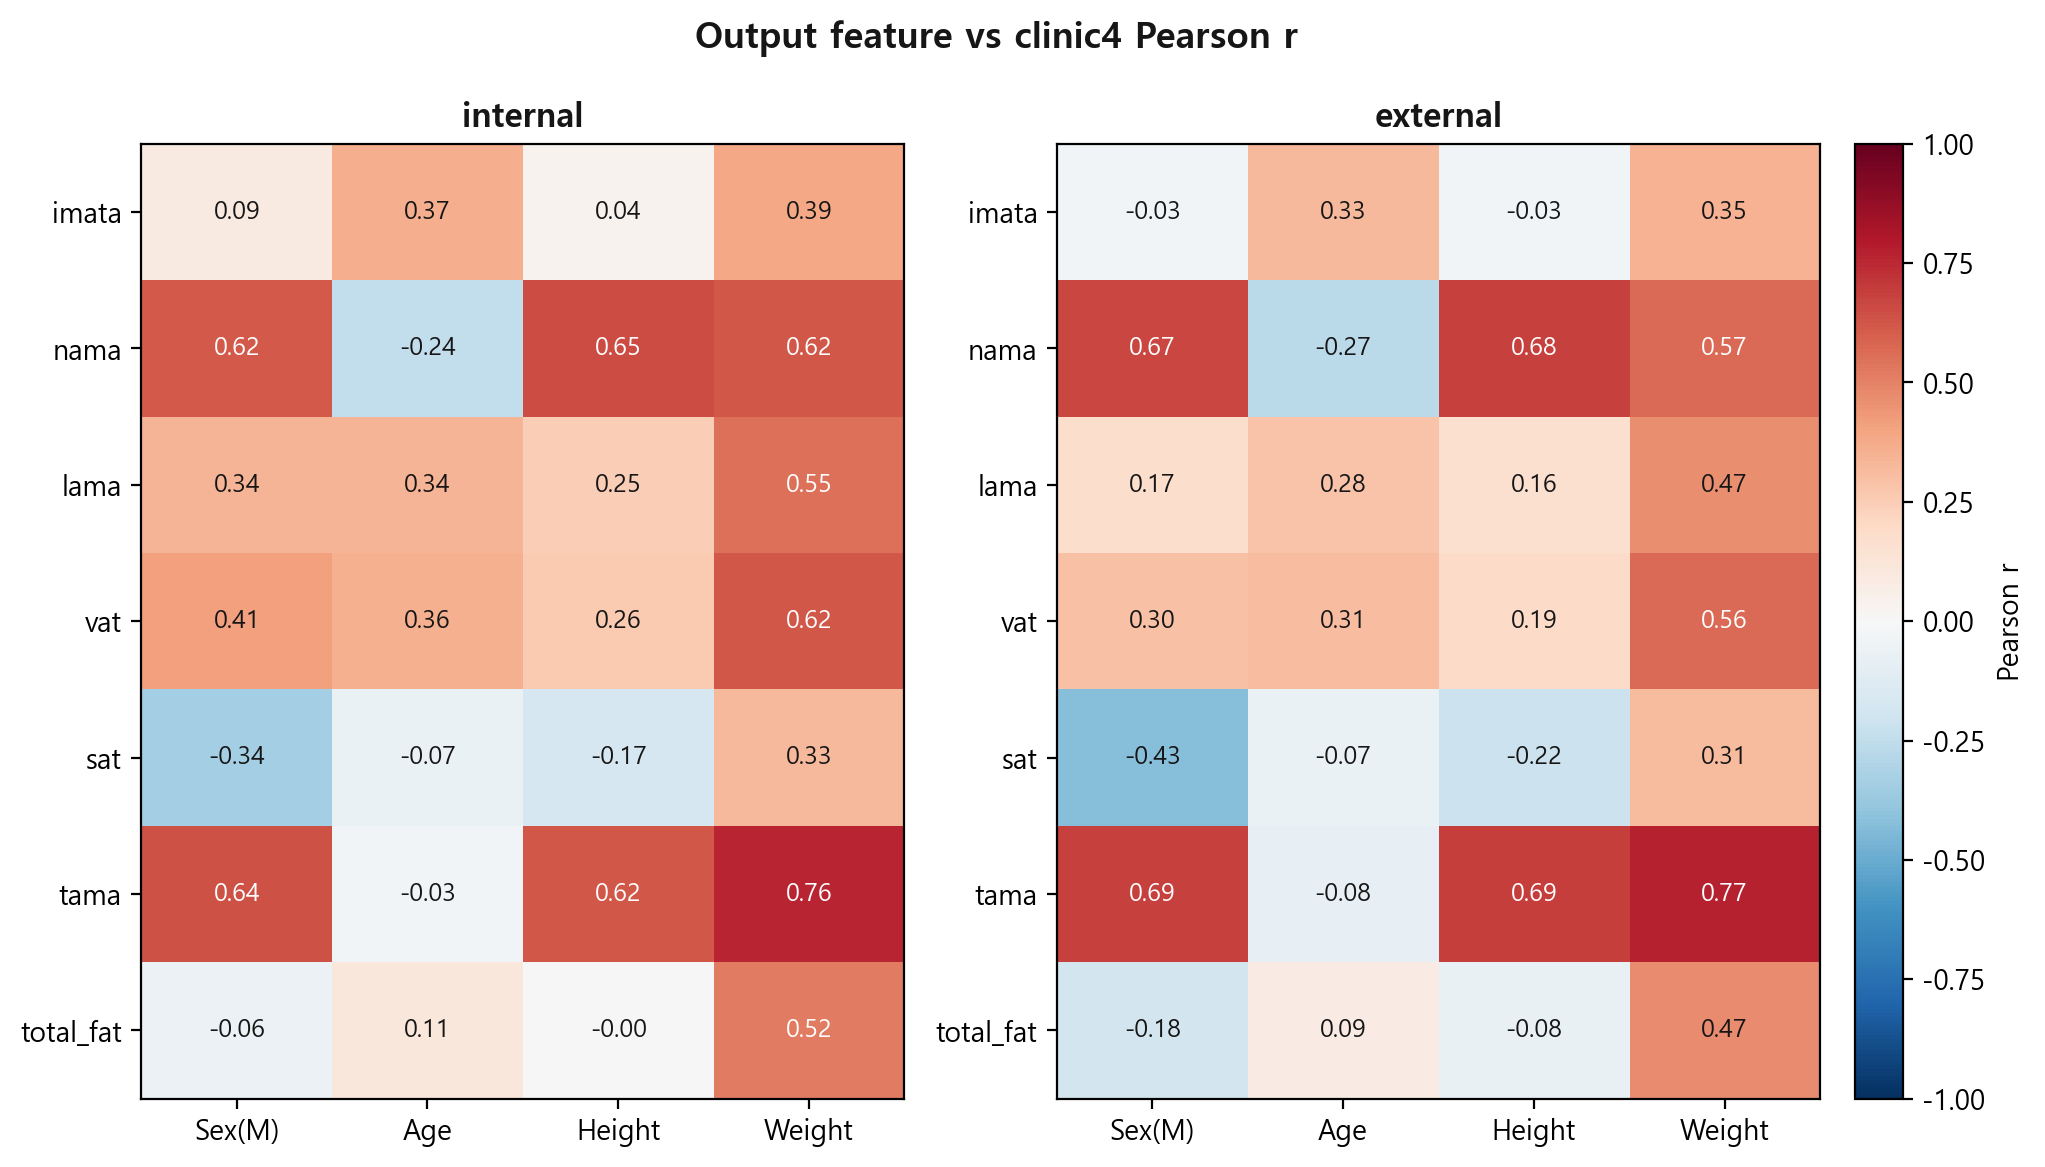 Output feature vs clinic4 Pearson r
internal
imata 0.09 0.37 0.04 0.39
nama 0.62 -0.24 0.65 0.62
lama 0.34 0.34 0.25 0.55
vat 0.41 0.36 0.26 0.62
sat -0.34 -0.07 -0.17 0.33
tama 0.64 -0.03 0.62 0.76
total_fat -0.06 0.11 -0.00 0.52
Sex(M) Age Height Weight
external
imata -0.03 0.33 -0.03 0.35
nama 0.67 -0.27 0.68 0.57
lama 0.17 0.28 0.16 0.47
vat 0.30 0.31 0.19 0.56
sat -0.43 -0.07 -0.22 0.31
tama 0.69 -0.08 0.69 0.77
total_fat -0.18 0.09 -0.08 0.47
Sex(M) Age Height Weight
1.00
0.75
0.50
0.25
0.00
-0.25
-0.50
-0.75
-1.00
Pearson r